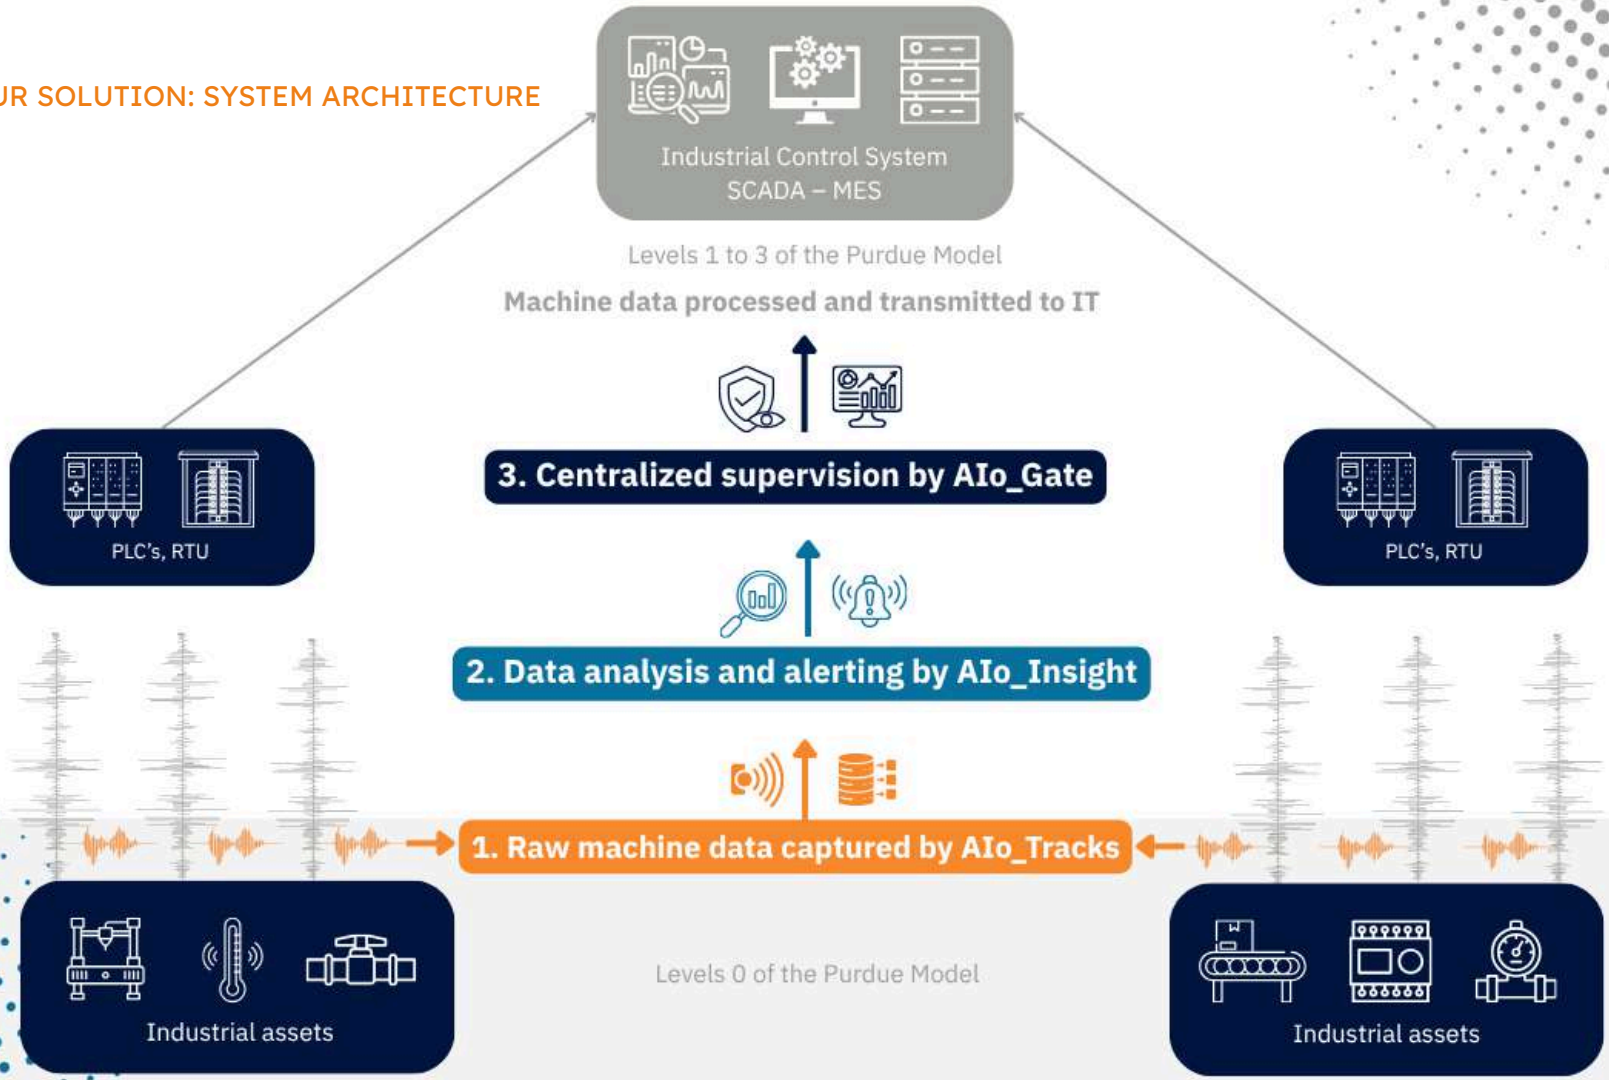 UR SOLUTION: SYSTEM ARCHITECTURE
Industrial Control System
SCADA – MES
Levels 1 to 3 of the Purdue Model
Machine data processed and transmitted to IT
3. Centralized supervision by AIo_Gate
PLC's, RTU
PLC's, RTU
2. Data analysis and alerting by AIo_Insight
1. Raw machine data captured by AIo_Tracks
Levels 0 of the Purdue Model
Industrial assets
Industrial assets